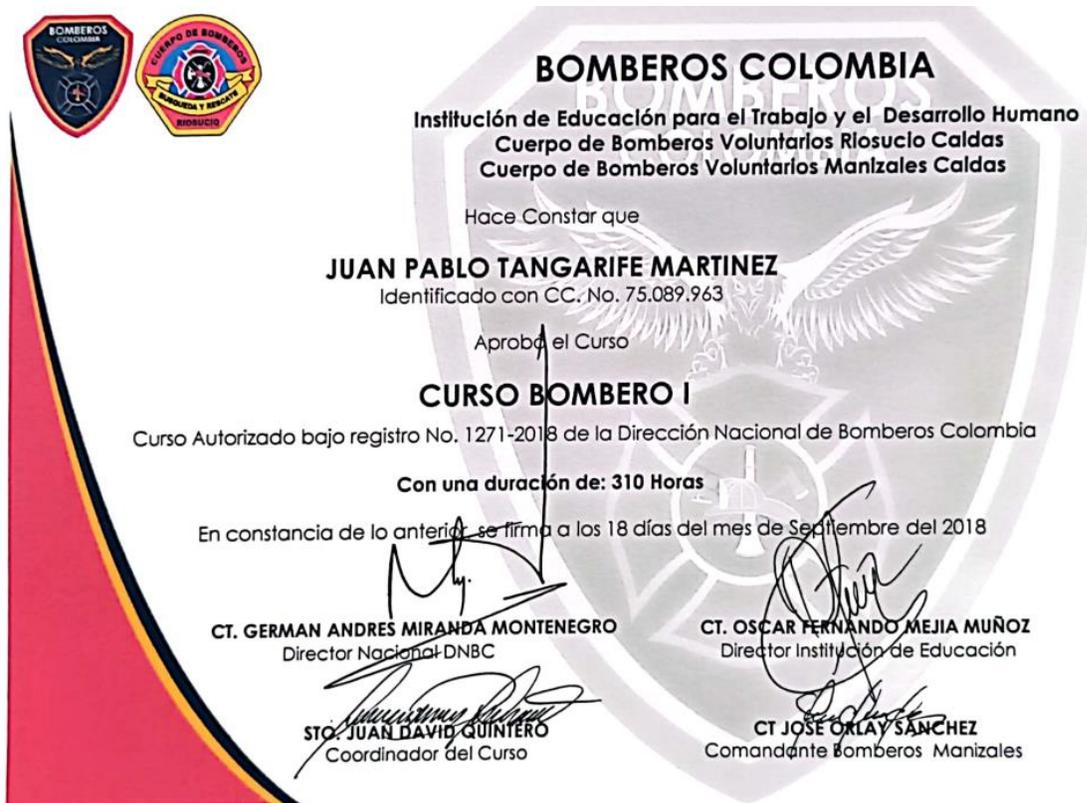 BOMBEROS
COLOMBIA
CUERPO DE BOMBEROS
BUSQUEDA Y RESCATE
RIOSUCIO
BOMBEROS COLOMBIA
BOMBEROS
COLOMBIA
Institución de Educación para el Trabajo y el Desarrollo Humano
Cuerpo de Bomberos Voluntarios Riosucio Caldas
Cuerpo de Bomberos Voluntarios Manizales Caldas
Hace Constar que
JUAN PABLO TANGARIFE MARTINEZ
Identificado con CC. No. 75.089.963
Aprobó el Curso
CURSO BOMBERO I
Curso Autorizado bajo registro No. 1271-2018 de la Dirección Nacional de Bomberos Colombia
Con una duración de: 310 Horas
En constancia de lo anterior, se firma a los 18 días del mes de Septiembre del 2018
CT. GERMAN ANDRES MIRANDA MONTENEGRO
Director Nacional DNBC
CT. OSCAR FERNANDO MEJIA MUÑOZ
Director Institución de Educación
STO. JUAN DAVID QUINTERO
Coordinador del Curso
CT JOSE ORLAY SANCHEZ
Comandante Bomberos Manizales